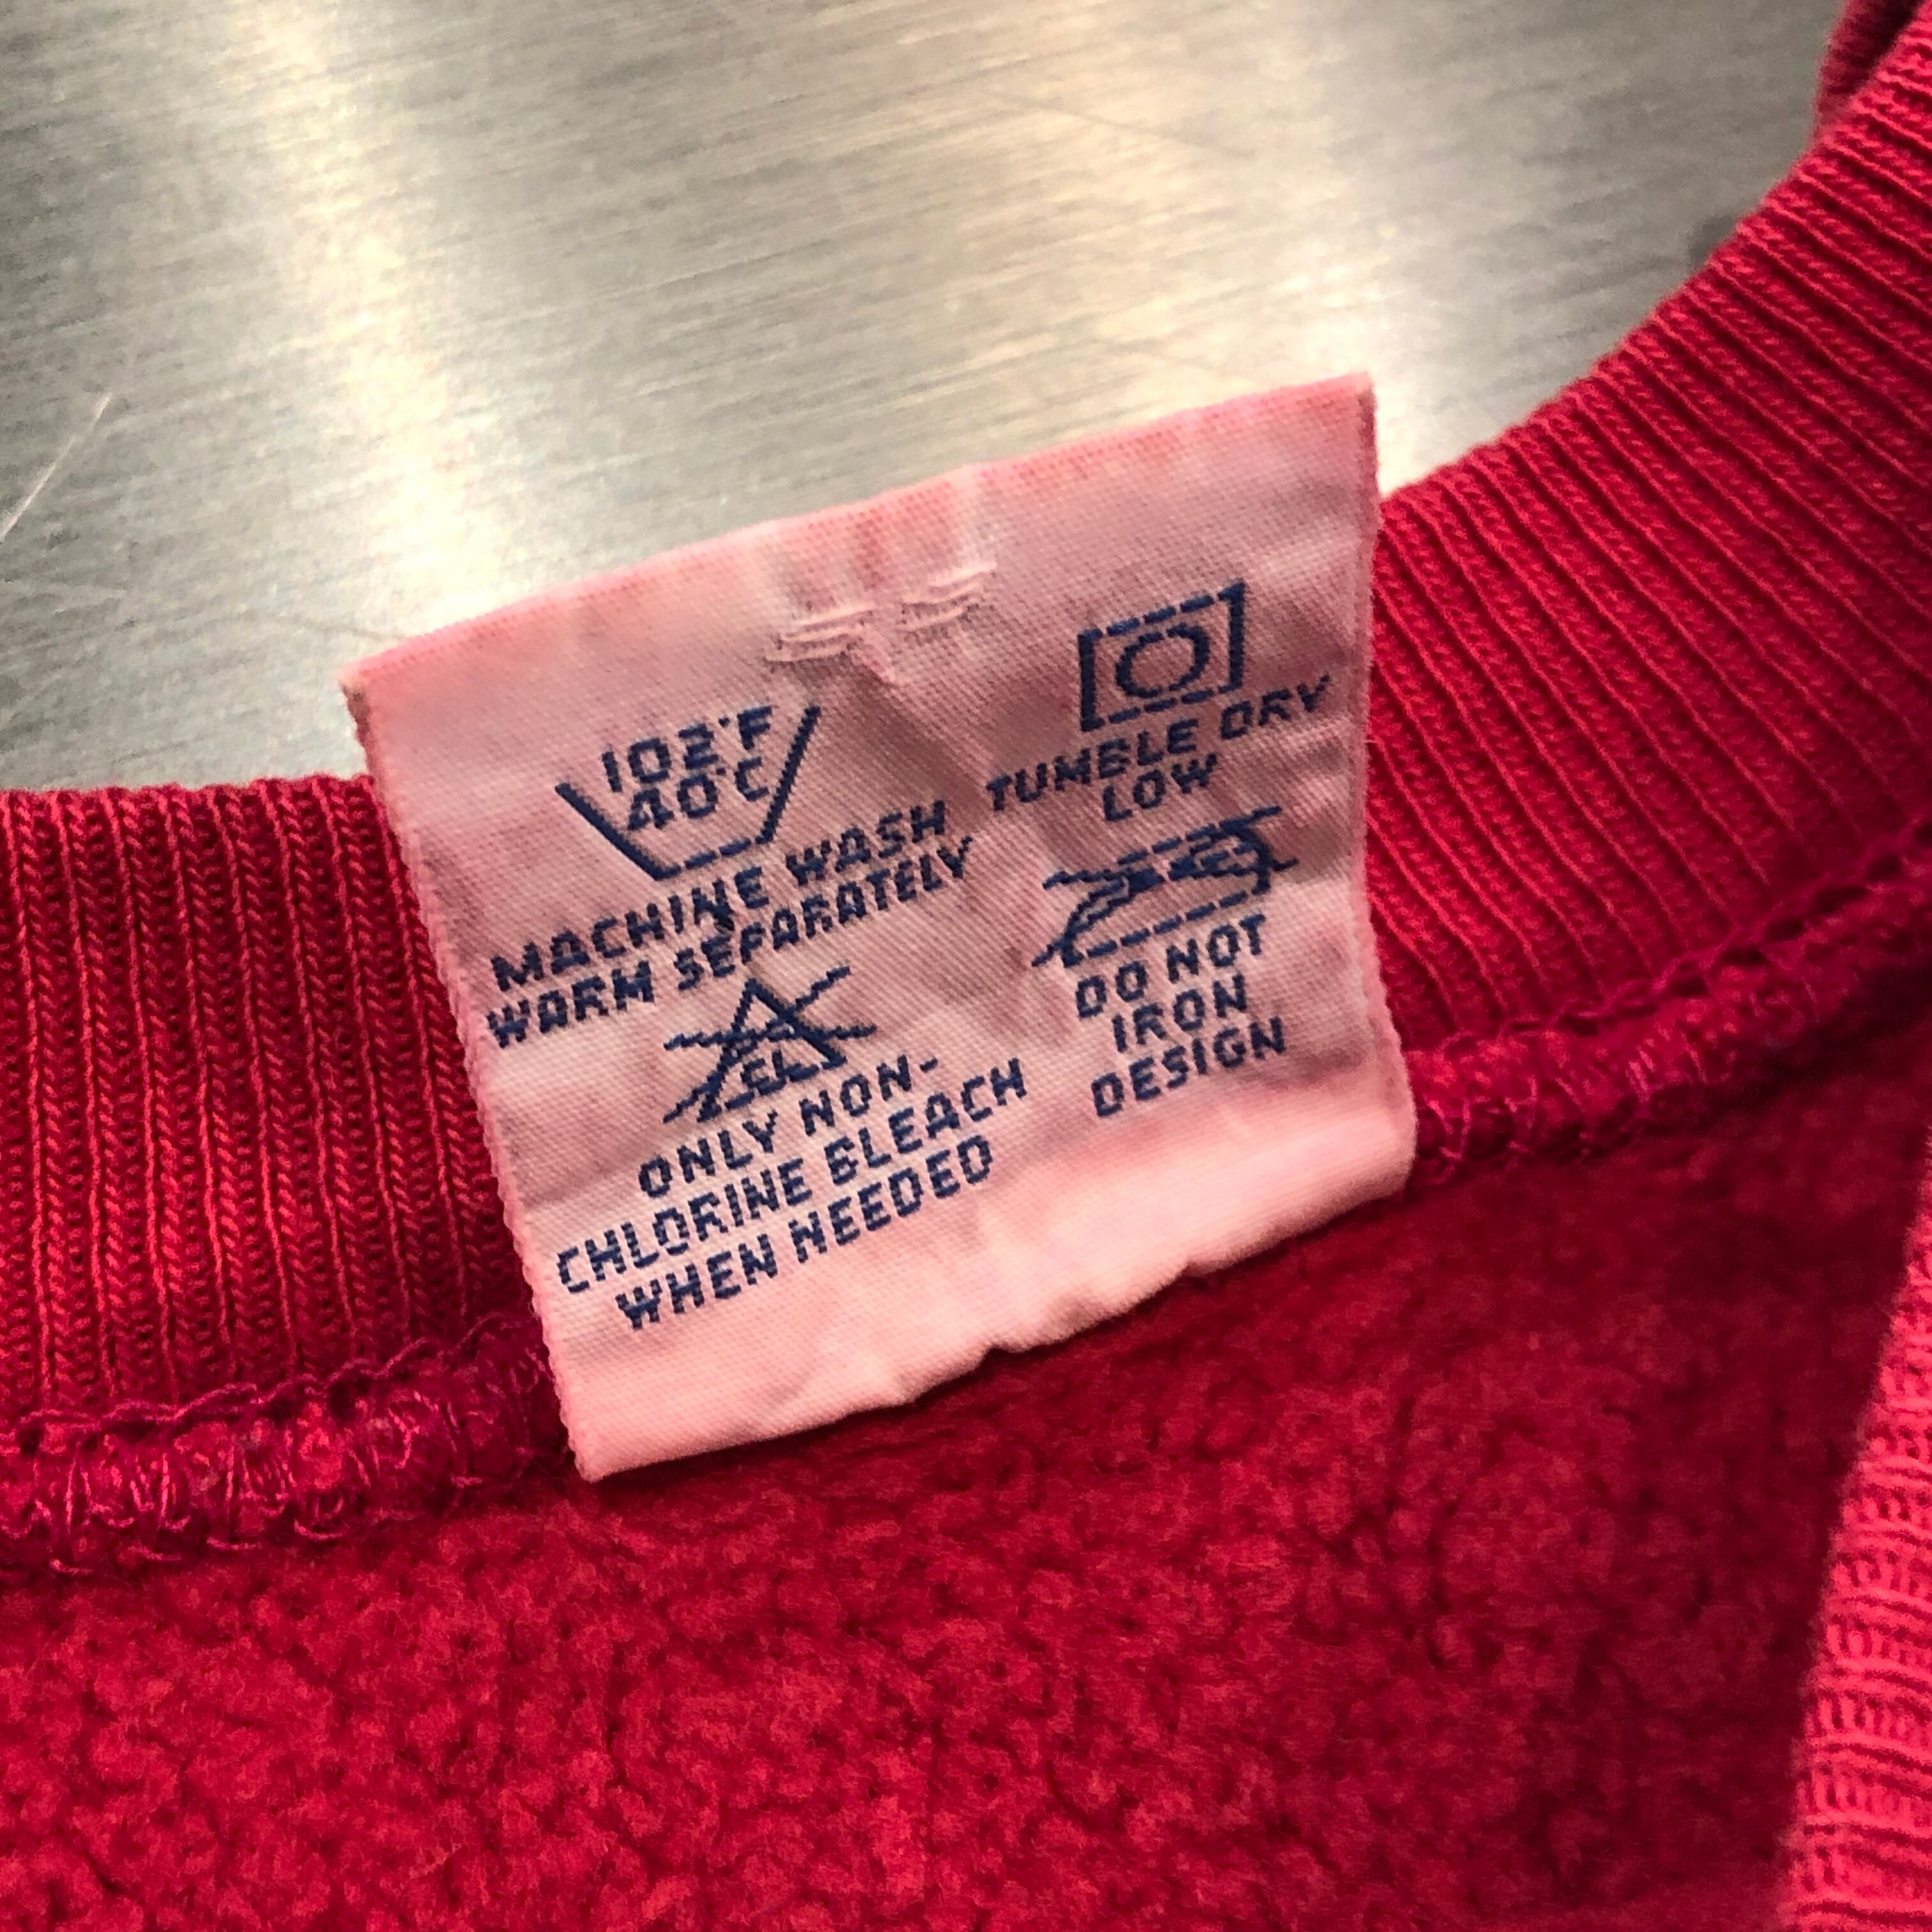 102°F
40°C
MACHINE WASH
WARM SEPARATELY
CL
ONLY NON-
CHLORINE BLEACH
WHEN NEEDED
TUMBLE DRY
LOW
DO NOT
IRON
DESIGN